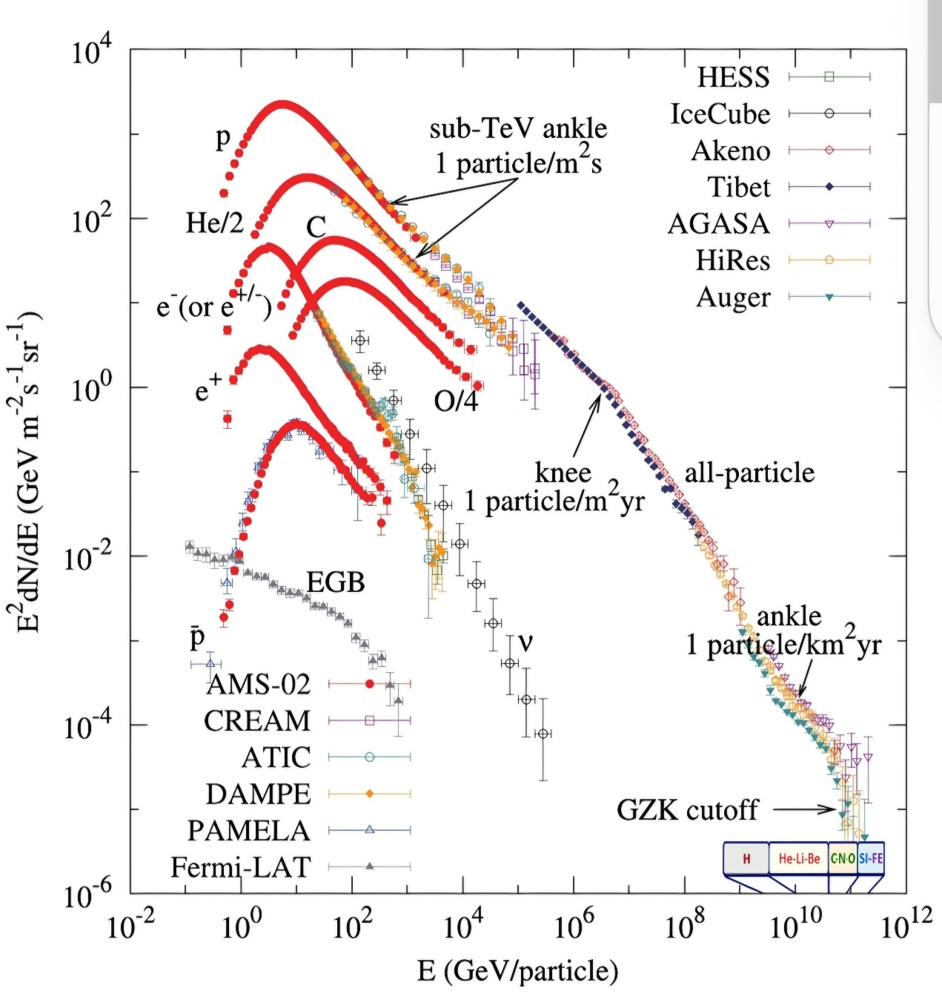 10^4
10^2
10^0
10^-2
10^-4
10^-6
E^2dN/dE (GeV m^-2s^-1sr^-1)
HESS
IceCube
Akeno
Tibet
AGASA
HiRes
Auger
sub-TeV ankle
1 particle/m^2s
p
He/2
C
e^-(or e^+/-)
e^+
O/4
knee
1 particle/m^2yr
all-particle
EGB
p̄
ν
ankle
1 particle/km^2yr
AMS-02
CREAM
ATIC
DAMPE
PAMELA
Fermi-LAT
GZK cutoff
H He-Li-Be C-N-O SI-FE
10^-2 10^0 10^2 10^4 10^6 10^8 10^10 10^12
E (GeV/particle)